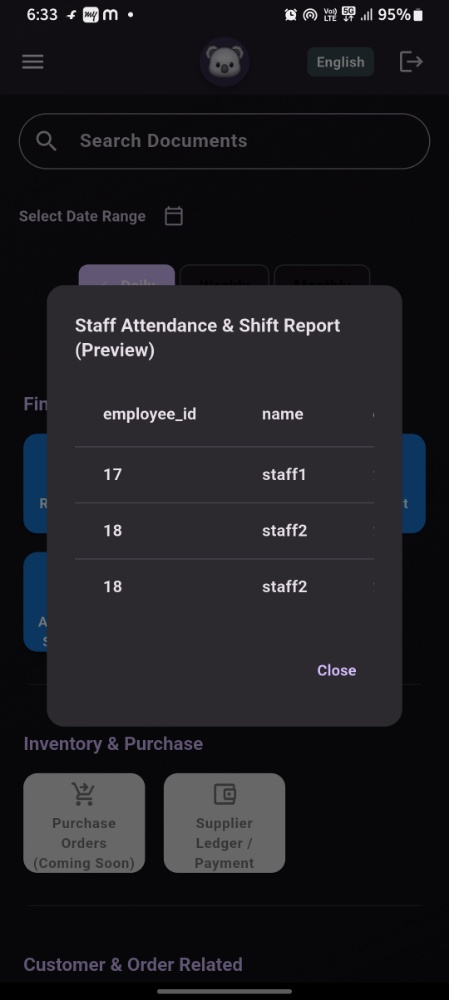 6:33
95%
English
Search Documents
Select Date Range
Daily
Staff Attendance & Shift Report
(Preview)
employee_id name
17 staff1
18 staff2
18 staff2
Close
Inventory & Purchase
Purchase
Orders
(Coming Soon)
Supplier
Ledger /
Payment
Customer & Order Related